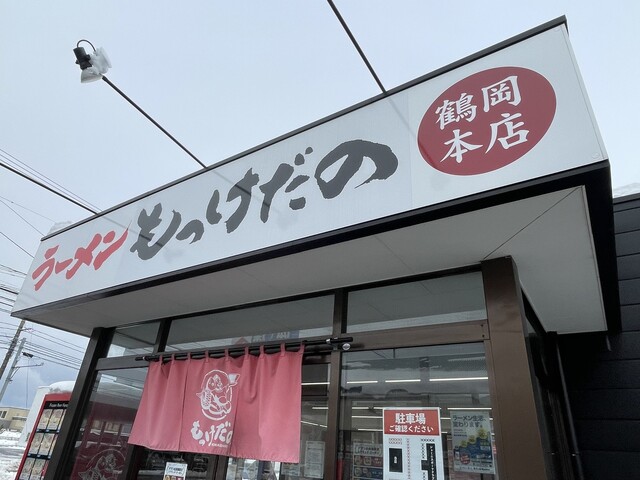 ラーメン もっけだの
鶴岡
本店
もっけだの
駐車場
ご確認ください